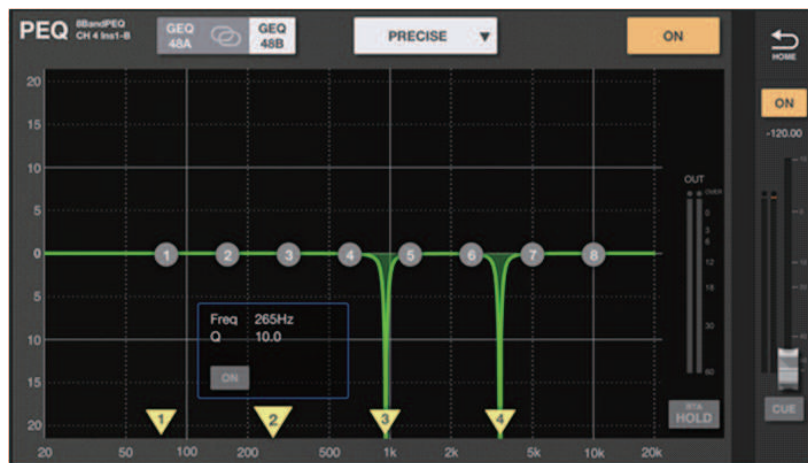 PEQ 8BandPEQ
CH 4 Ins1-B
GEQ 48A
GEQ 48B
PRECISE
ON
HOME
ON
-120.00
20
15
10
5
0
5
10
15
20
1 2 3 4 5 6 7 8
Freq 265Hz
Q 10.0
ON
1 2 3 4
20 50 100 200 500 1k 2k 5k 10k 20k
OUT
OVER
0
3
6
12
18
30
60
RTA
HOLD
CUE